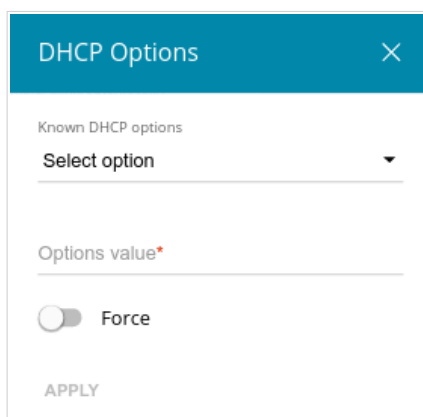 DHCP Options
Known DHCP options
Select option
Options value*
Force
APPLY